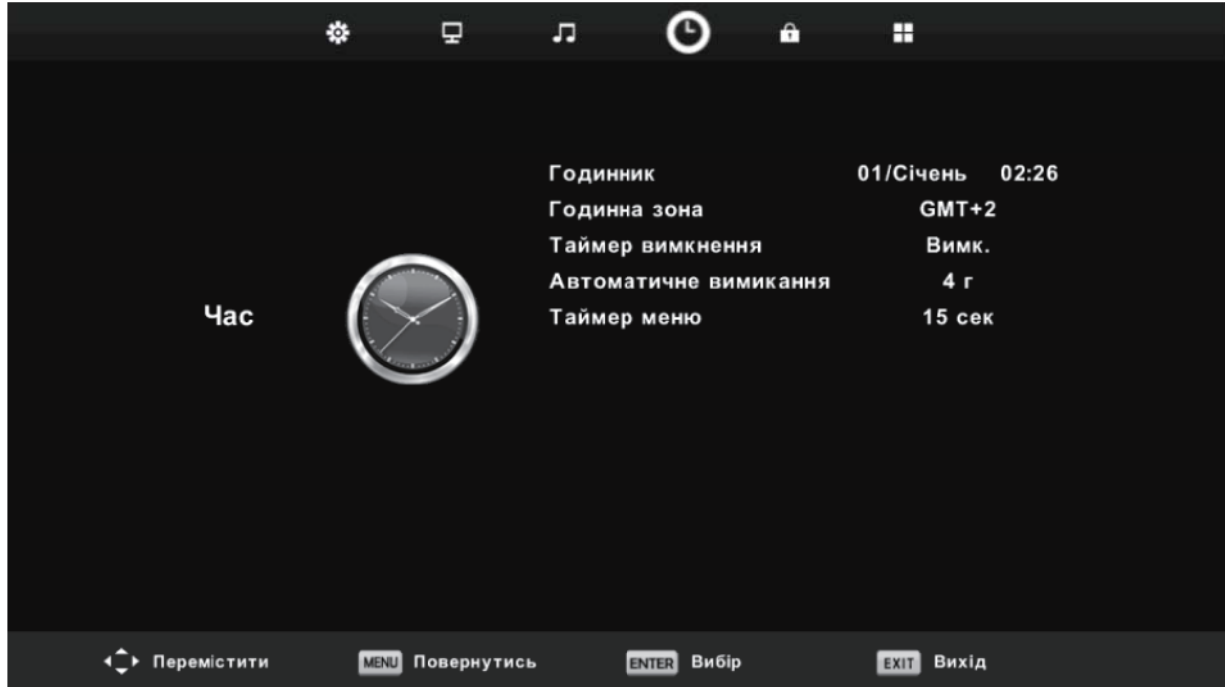 Годинник 01/Січень 02:26
Годинна зона GMT+2
Таймер вимкнення Вимк.
Автоматичне вимикання 4 г
Час
Таймер меню 15 сек
Перемістити MENU Повернутись ENTER Вибір EXIT Вихід